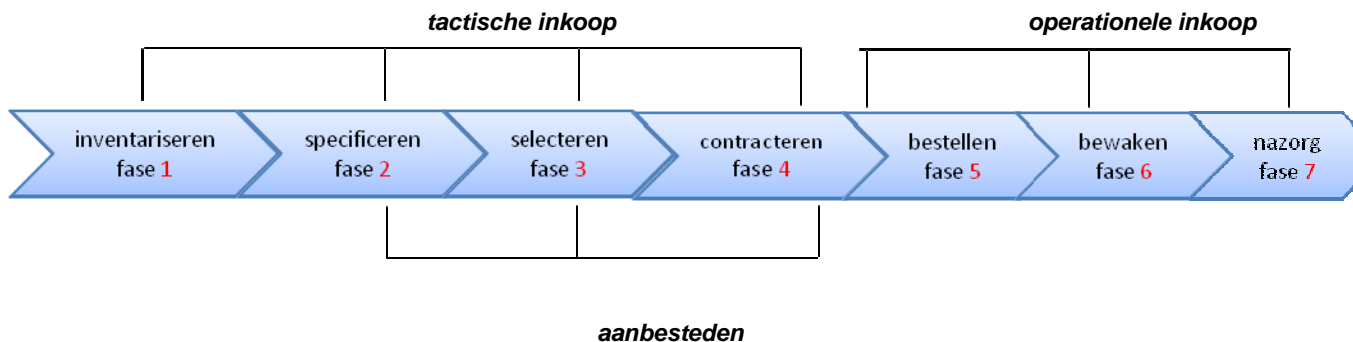 tactische inkoop
operationele inkoop
inventariseren
fase 1
specificeren
fase 2
selecteren
fase 3
contracteren
fase 4
bestellen
fase 5
bewaken
fase 6
nazorg
fase 7
aanbesteden